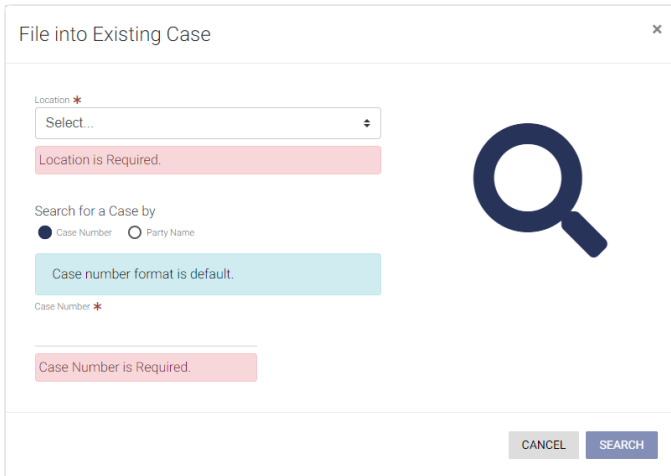 File into Existing Case
×
Location *
Select...
Location is Required.
Search for a Case by
Case Number Party Name
Case number format is default.
Case Number *
Case Number is Required.
CANCEL SEARCH